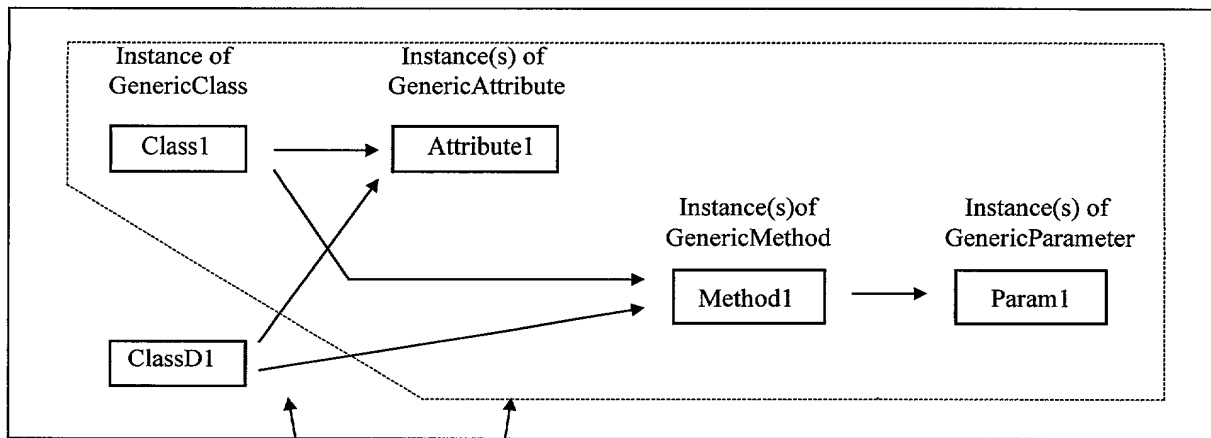 Instance of
GenericClass
Instance(s) of
GenericAttribute
Class1
Attribute1
Instance(s)of
GenericMethod
Instance(s) of
GenericParameter
Method1
Param1
ClassD1